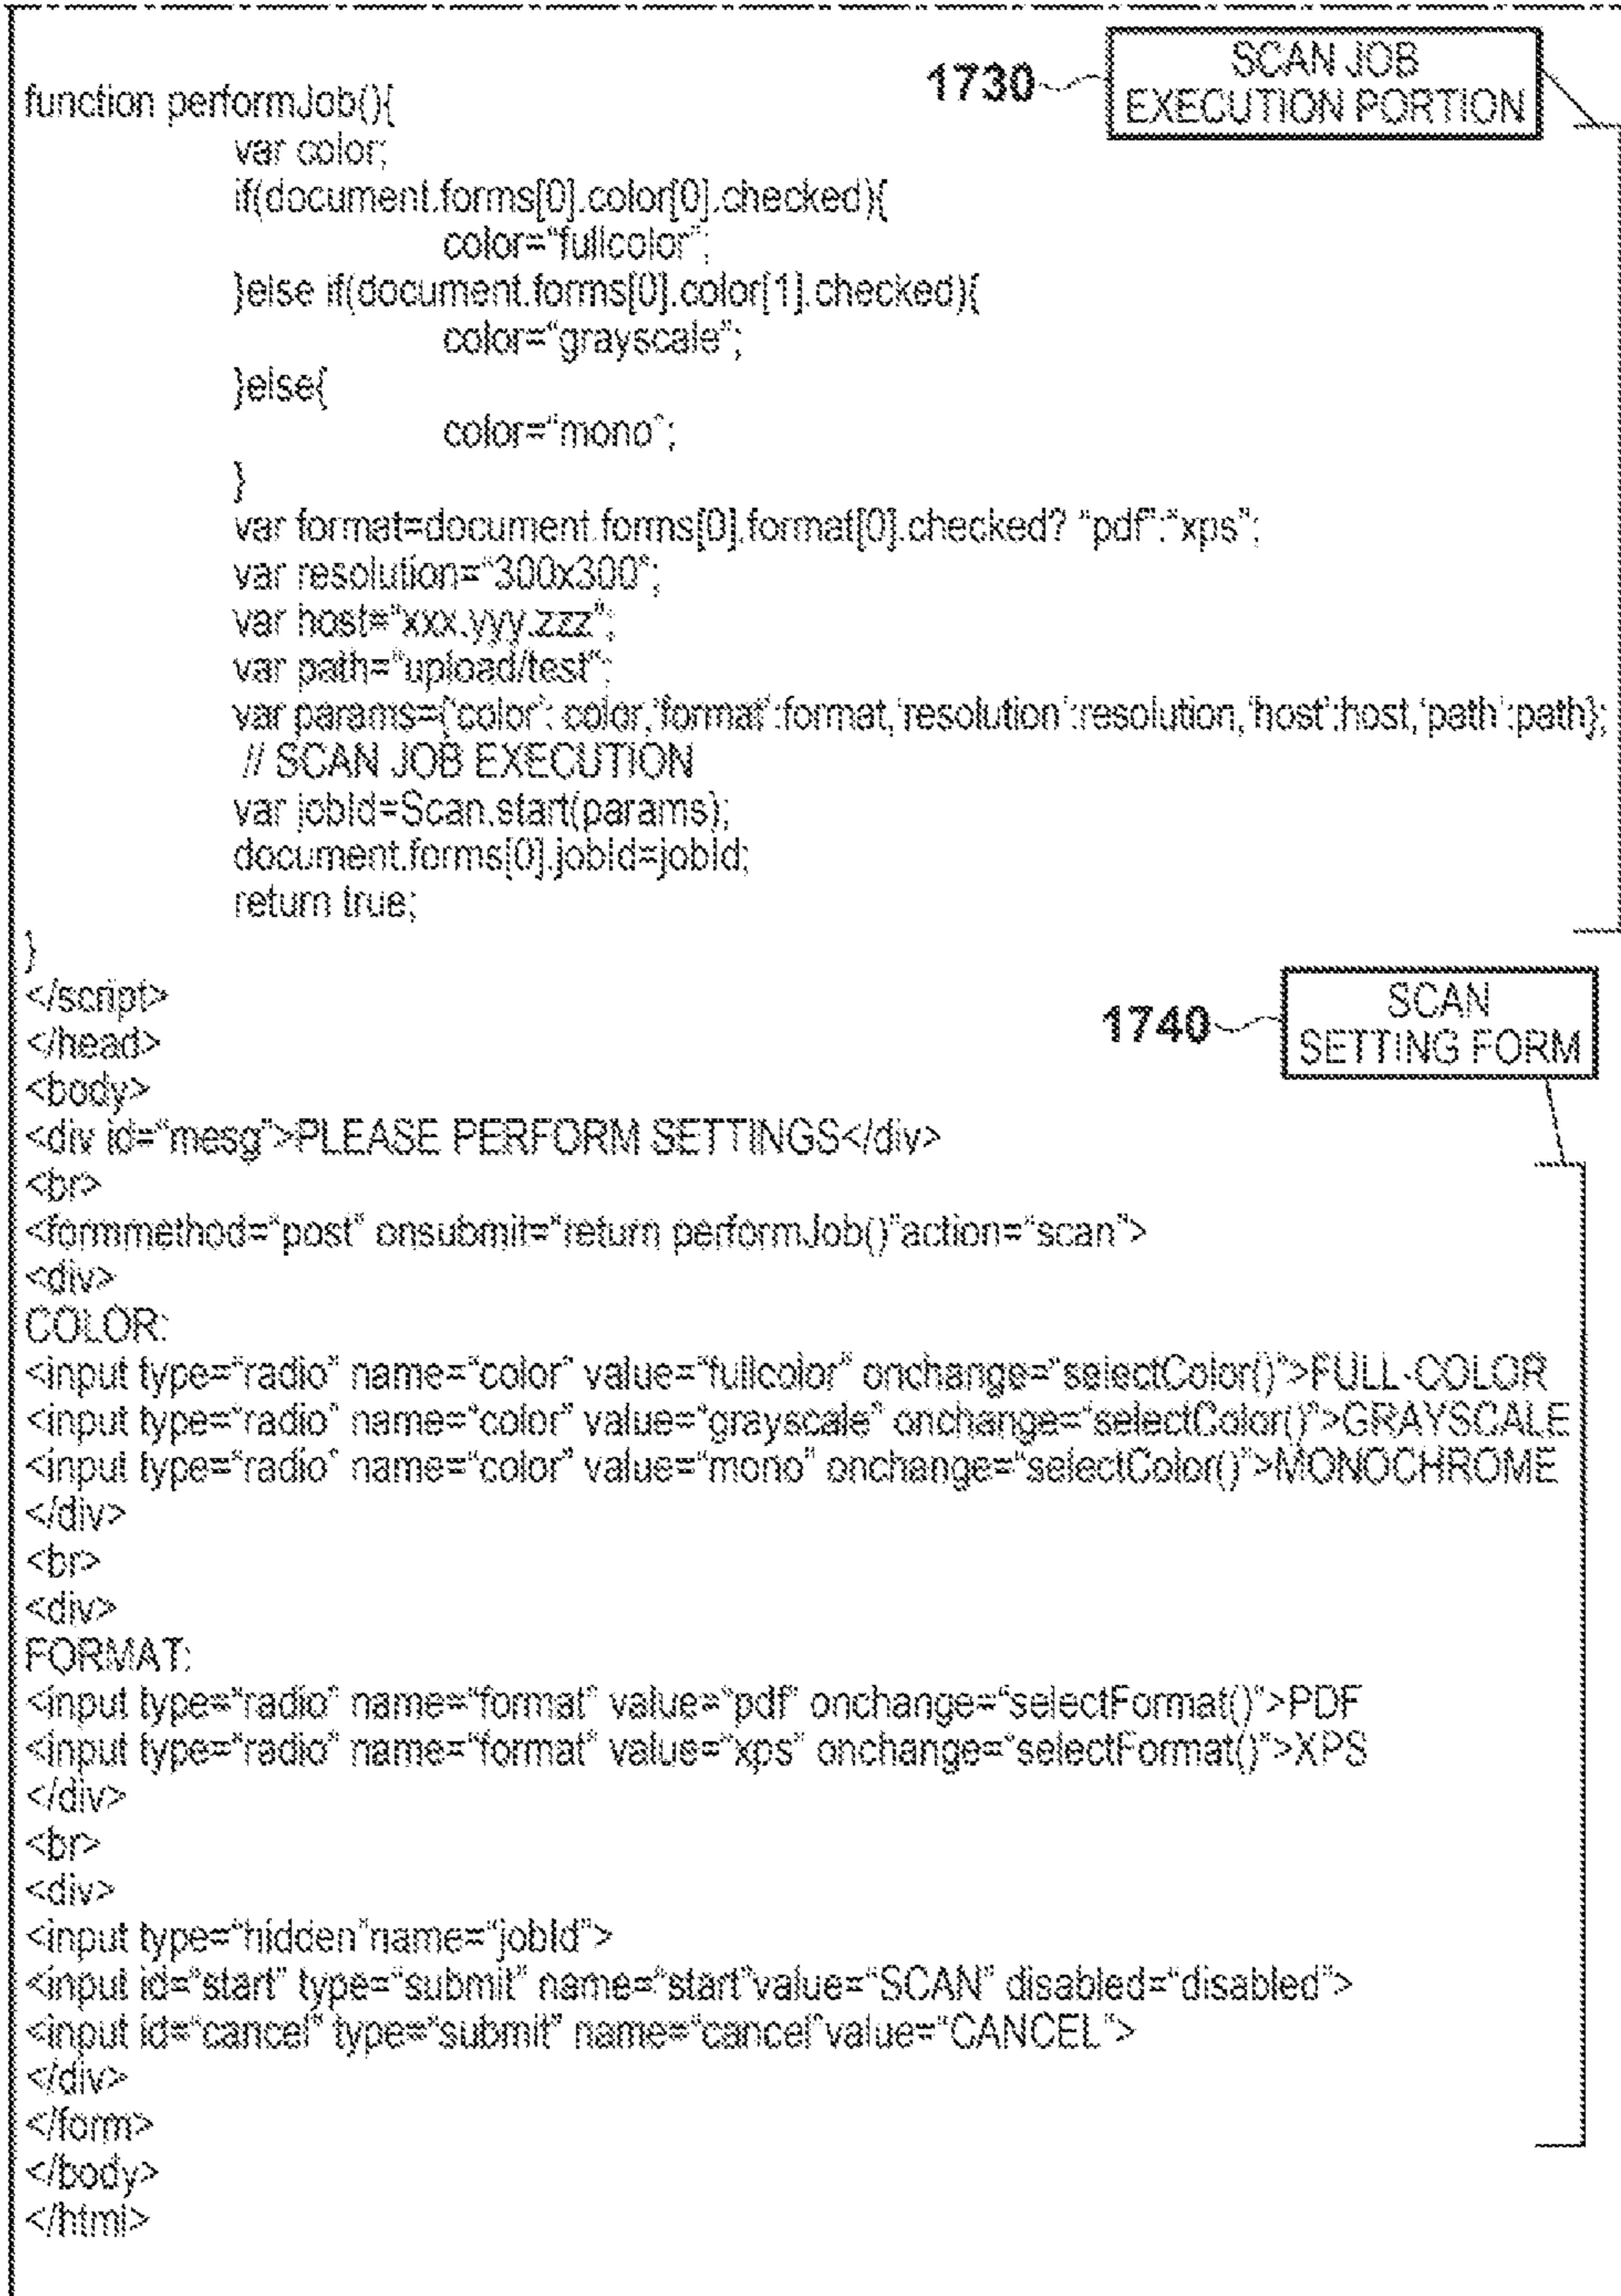 1730
SCAN JOB
EXECUTION PORTION
function performJob(){
var color;
if(document.forms[0].color[0].checked){
color=“fullcolor”;
}else if(document.forms[0].color[1].checked){
color=“grayscale”;
}else{
color=“mono”;
}
var format=document.forms[0].format[0].checked? “pdf”:“xps”;
var resolution=“300x300”;
var host=“xxx.yyy.zzz”;
var path=“upload/test”;
var params={‘color’: color,‘format’:format,‘resolution’:resolution,‘host’:host,‘path’:path};
// SCAN JOB EXECUTION
var jobId=Scan.start(params);
document.forms[0].jobId=jobId;
return true;
}
</script>
</head>
1740
SCAN
SETTING FORM
<body>
<div id=“mesg”>PLEASE PERFORM SETTINGS</div>
<br>
<formmethod=“post” onsubmit=“return performJob()”action=“scan”>
<div>
COLOR:
<input type=“radio” name=“color” value=“fullcolor” onchange=“selectColor()”>FULL-COLOR
<input type=“radio” name=“color” value=“grayscale” onchange=“selectColor()”>GRAYSCALE
<input type=“radio” name=“color” value=“mono” onchange=“selectColor()”>MONOCHROME
</div>
<br>
<div>
FORMAT:
<input type=“radio” name=“format” value=“pdf” onchange=“selectFormat()”>PDF
<input type=“radio” name=“format” value=“xps” onchange=“selectFormat()”>XPS
</div>
<br>
<div>
<input type=“hidden”name=“jobId”>
<input id=“start” type=“submit” name=“start”value=“SCAN” disabled=“disabled”>
<input id=“cancel” type=“submit” name=“cancel”value=“CANCEL”>
</div>
</form>
</body>
</html>